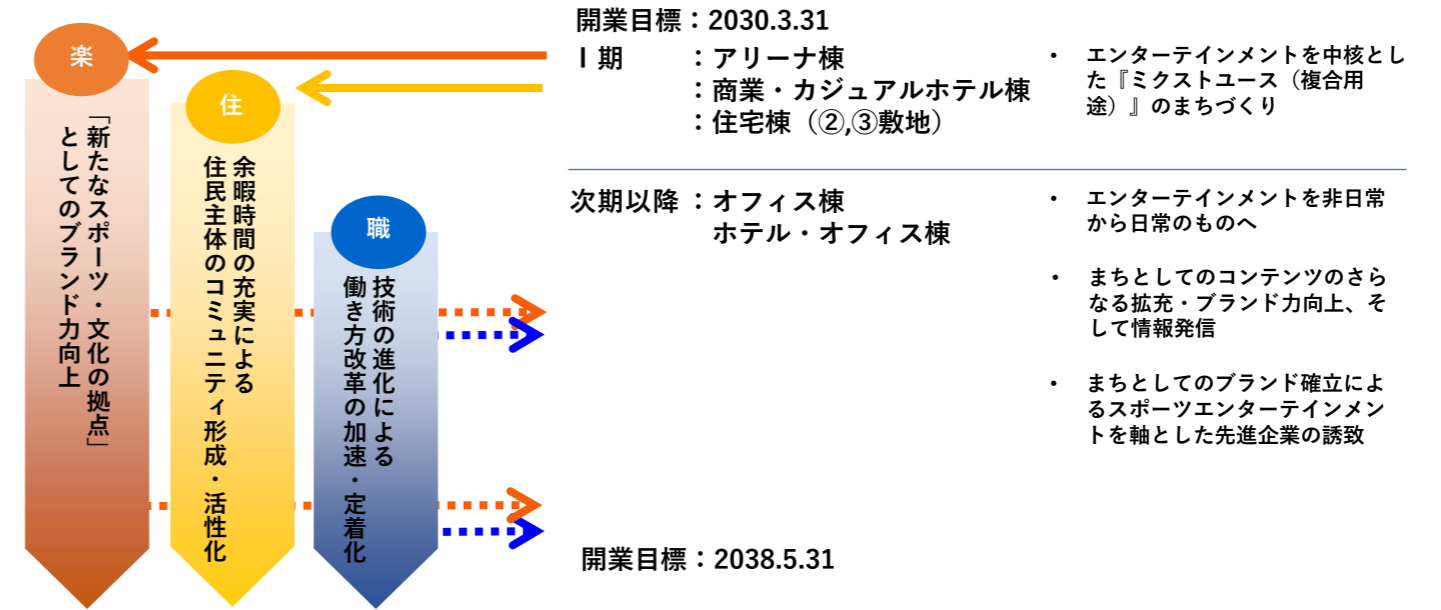 楽
「新たなスポーツ・文化の拠点」
としてのブランド力向上
住
余暇時間の充実による
住民主体のコミュニティ形成・活性化
職
技術の進化による
働き方改革の加速・定着化
開業目標：2030.3.31
Ⅰ期　　：アリーナ棟
：商業・カジュアルホテル棟
：住宅棟（②,③敷地）
• エンターテインメントを中核とし
た『ミクストユース（複合用
途）』のまちづくり
次期以降：オフィス棟
ホテル・オフィス棟
• エンターテインメントを非日常
から日常のものへ
• まちとしてのコンテンツのさら
なる拡充・ブランド力向上、そ
して情報発信
• まちとしてのブランド確立によ
るスポーツエンターテインメン
トを軸とした先進企業の誘致
開業目標：2038.5.31